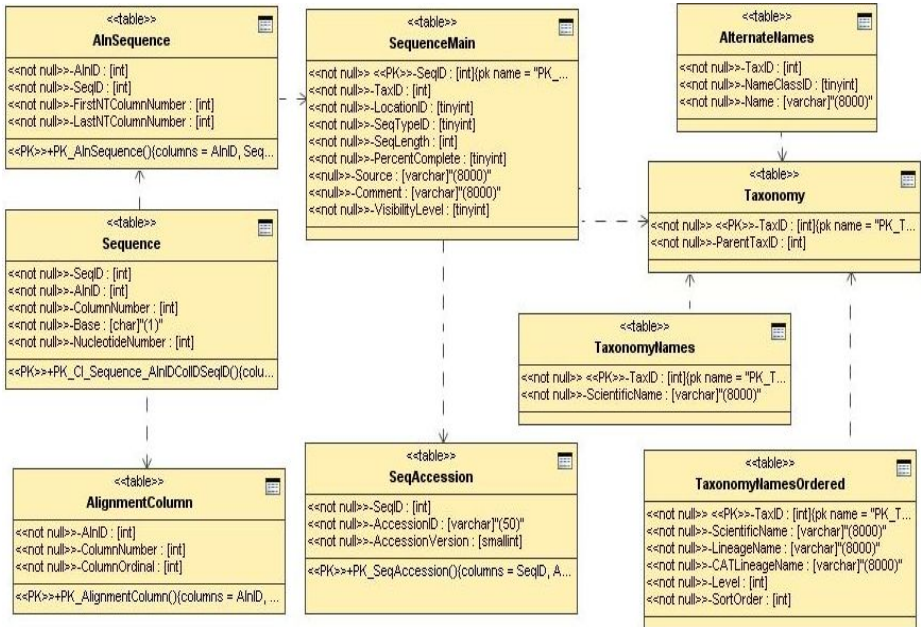 <<table>>
AlnSequence
<<not null>>-AlnID : [int]
<<not null>>-SeqID : [int]
<<not null>>-FirstNTColumnNumber : [int]
<<not null>>-LastNTColumnNumber : [int]
<<PK>>+PK_AlnSequence(){columns = AlnID, Seq...
<<table>>
SequenceMain
<<not null>> <<PK>>-SeqID : [int]{pk name = "PK_...
<<not null>>-TaxID : [int]
<<not null>>-LocationID : [tinyint]
<<not null>>-SeqTypeID : [tinyint]
<<not null>>-SeqLength : [int]
<<not null>>-PercentComplete : [tinyint]
<<null>>-Source : [varchar]"(8000)"
<<null>>-Comment : [varchar]"(8000)"
<<not null>>-VisibilityLevel : [tinyint]
<<table>>
AlternateNames
<<not null>>-TaxID : [int]
<<not null>>-NameClassID : [tinyint]
<<not null>>-Name : [varchar]"(8000)"
<<table>>
Taxonomy
<<not null>> <<PK>>-TaxID : [int]{pk name = "PK_T...
<<not null>>-ParentTaxID : [int]
<<table>>
Sequence
<<not null>>-SeqID : [int]
<<not null>>-AlnID : [int]
<<not null>>-ColumnNumber : [int]
<<not null>>-Base : [char]"(1)"
<<not null>>-NucleotideNumber : [int]
<<PK>>+PK_Cl_Sequence_AlnIDColIDSeqID(){colu...
<<table>>
TaxonomyNames
<<not null>> <<PK>>-TaxID : [int]{pk name = "PK_T...
<<not null>>-ScientificName : [varchar]"(8000)"
<<table>>
AlignmentColumn
<<not null>>-AlnID : [int]
<<not null>>-ColumnNumber : [int]
<<not null>>-ColumnOrdinal : [int]
<<PK>>+PK_AlignmentColumn(){columns = AlnID, ...
<<table>>
SeqAccession
<<not null>>-SeqID : [int]
<<not null>>-AccessionID : [varchar]"(50)"
<<not null>>-AccessionVersion : [smallint]
<<PK>>+PK_SeqAccession(){columns = SeqID, A...
<<table>>
TaxonomyNamesOrdered
<<not null>> <<PK>>-TaxID : [int]{pk name = "PK_T...
<<not null>>-ScientificName : [varchar]"(8000)"
<<not null>>-LineageName : [varchar]"(8000)"
<<not null>>-CATLineageName : [varchar]"(8000)"
<<not null>>-Level : [int]
<<not null>>-SortOrder : [int]